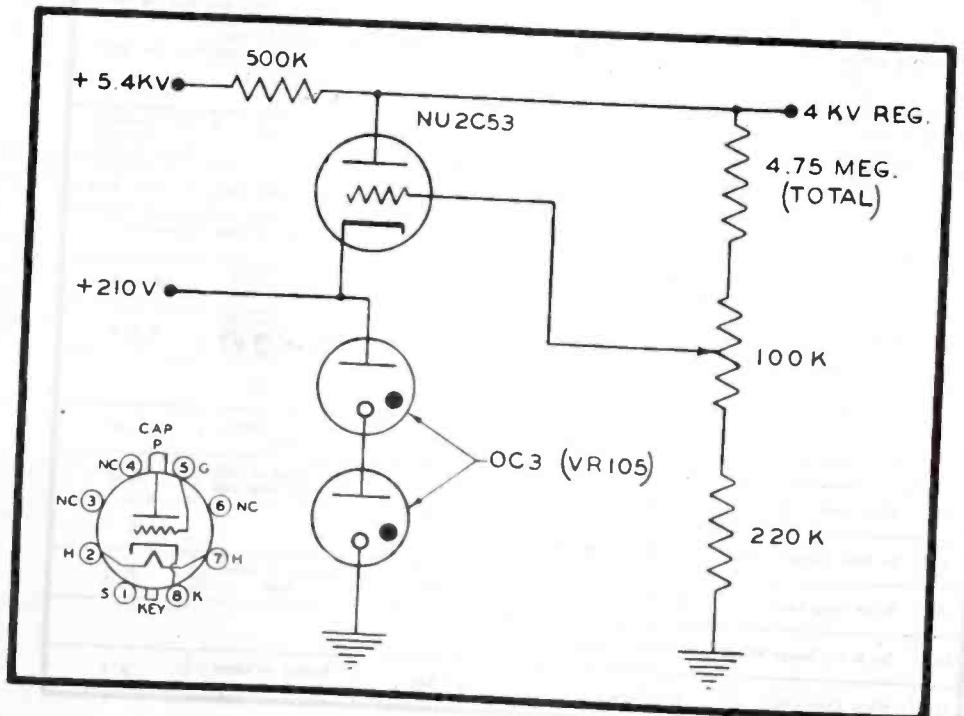 500K
+ 5.4KV
NU2C53
4 KV REG.
4.75 MEG.
(TOTAL)
+210V
100K
OC3 (VR105)
220K
CAP
P
NC 4
5 G
NC 3
6 NC
H 2
7 H
S 1
8 K
KEY